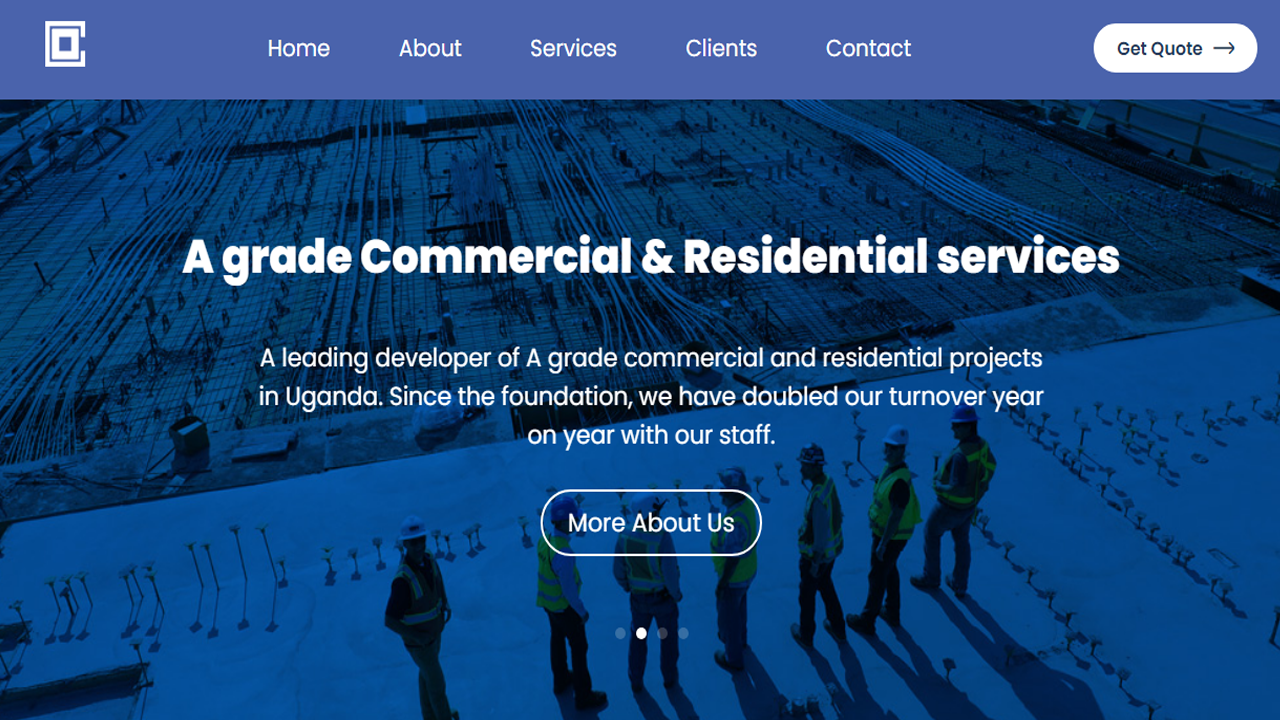 Home About Services Clients Contact Get Quote
A grade Commercial & Residential services
A leading developer of A grade commercial and residential projects
in Uganda. Since the foundation, we have doubled our turnover year
on year with our staff.
More About Us